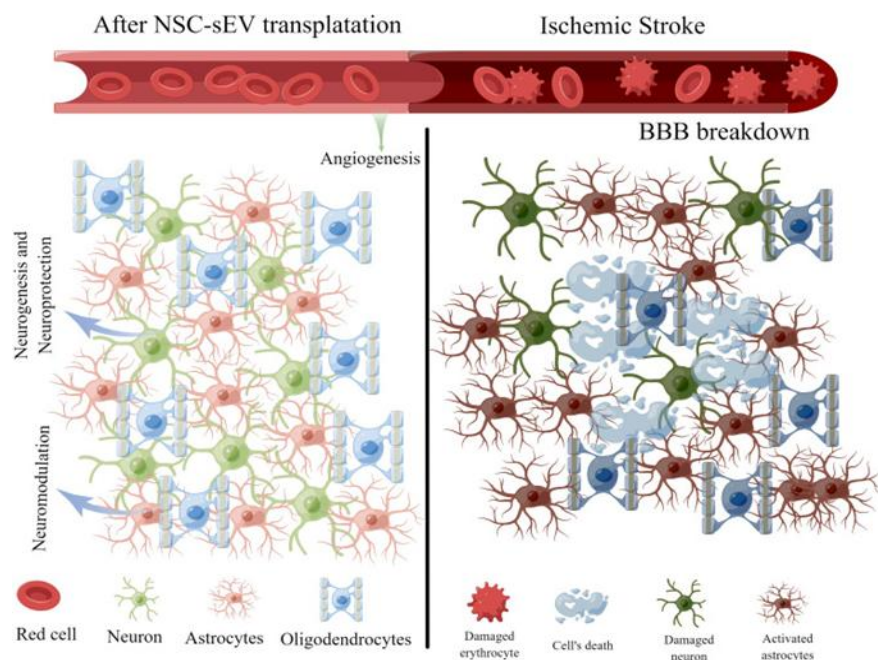 After NSC-sEV transplatation
Ischemic Stroke
Angiogenesis
BBB breakdown
Neurogenesis and
Neuroprotection
Neuromodulation
Red cell
Neuron
Astrocytes
Oligodendrocytes
Damaged
erythrocyte
Cell's death
Damaged
neuron
Activated
astrocytes